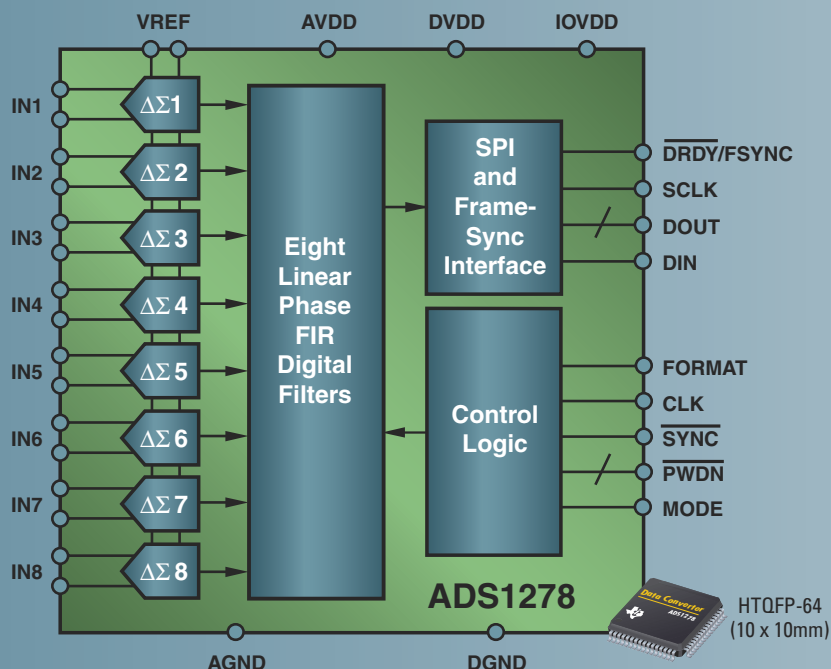 VREF
AVDD
DVDD
IOVDD
IN1
IN2
IN3
IN4
IN5
IN6
IN7
IN8
ΔΣ1
ΔΣ2
ΔΣ3
ΔΣ4
ΔΣ5
ΔΣ6
ΔΣ7
ΔΣ8
Eight
Linear
Phase
FIR
Digital
Filters
SPI
and
Frame-
Sync
Interface
Control
Logic
DRDY/FSYNC
SCLK
DOUT
DIN
FORMAT
CLK
SYNC
PWDN
MODE
ADS1278
Data Converter
ADS1278
HTQFP-64
(10 x 10mm)
AGND
DGND